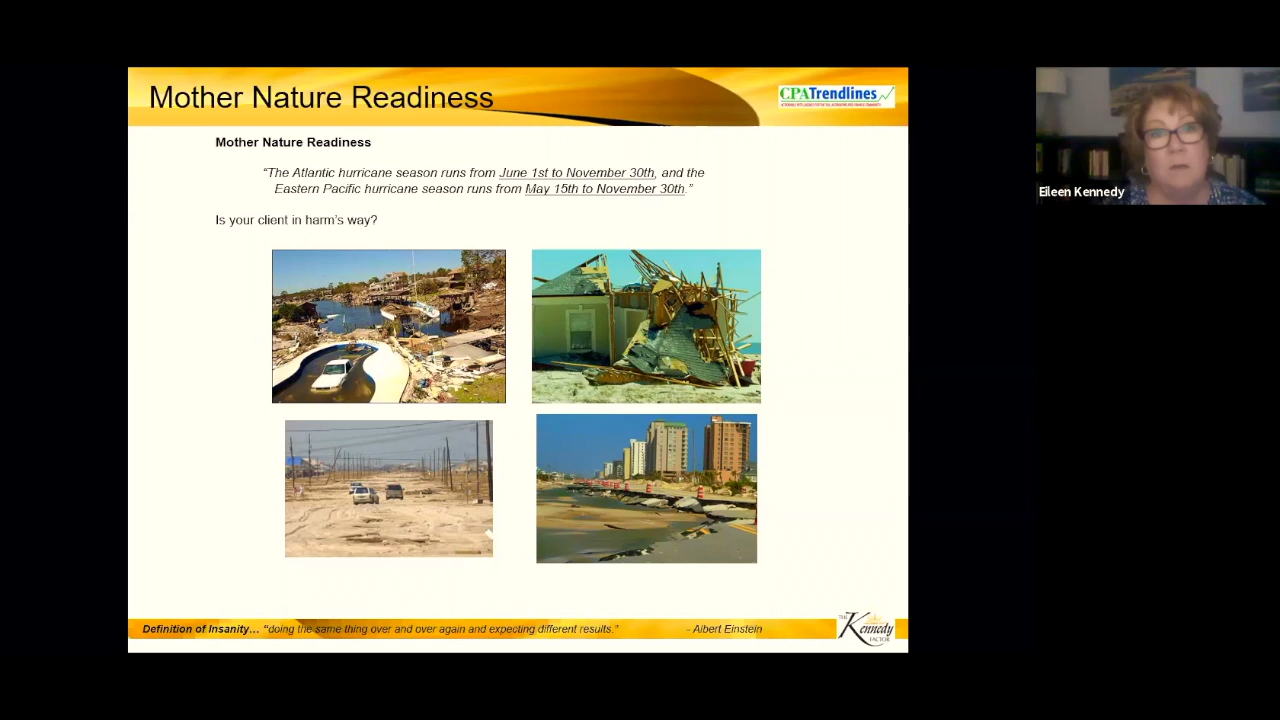 Mother Nature Readiness
CPATrendlines
Mother Nature Readiness
“The Atlantic hurricane season runs from June 1st to November 30th, and the
Eastern Pacific hurricane season runs from May 15th to November 30th.”
Is your client in harm’s way?
Eileen Kennedy
Definition of Insanity… “doing the same thing over and over again and expecting different results.” - Albert Einstein
THE
Kennedy
FACTOR